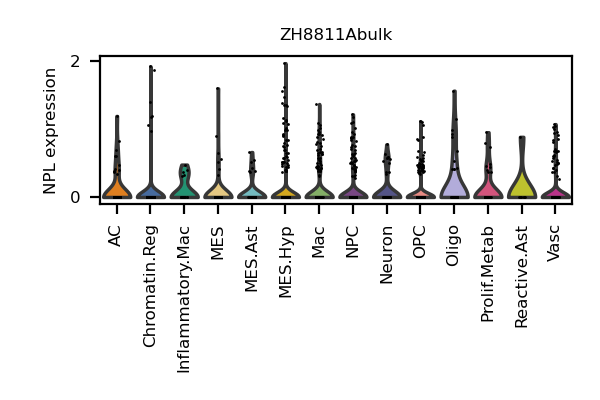 ZH8811Abulk
NPL expression
2
0
AC
Chromatin.Reg
Inflammatory.Mac
MES
MES.Ast
MES.Hyp
Mac
NPC
Neuron
OPC
Oligo
Prolif.Metab
Reactive.Ast
Vasc